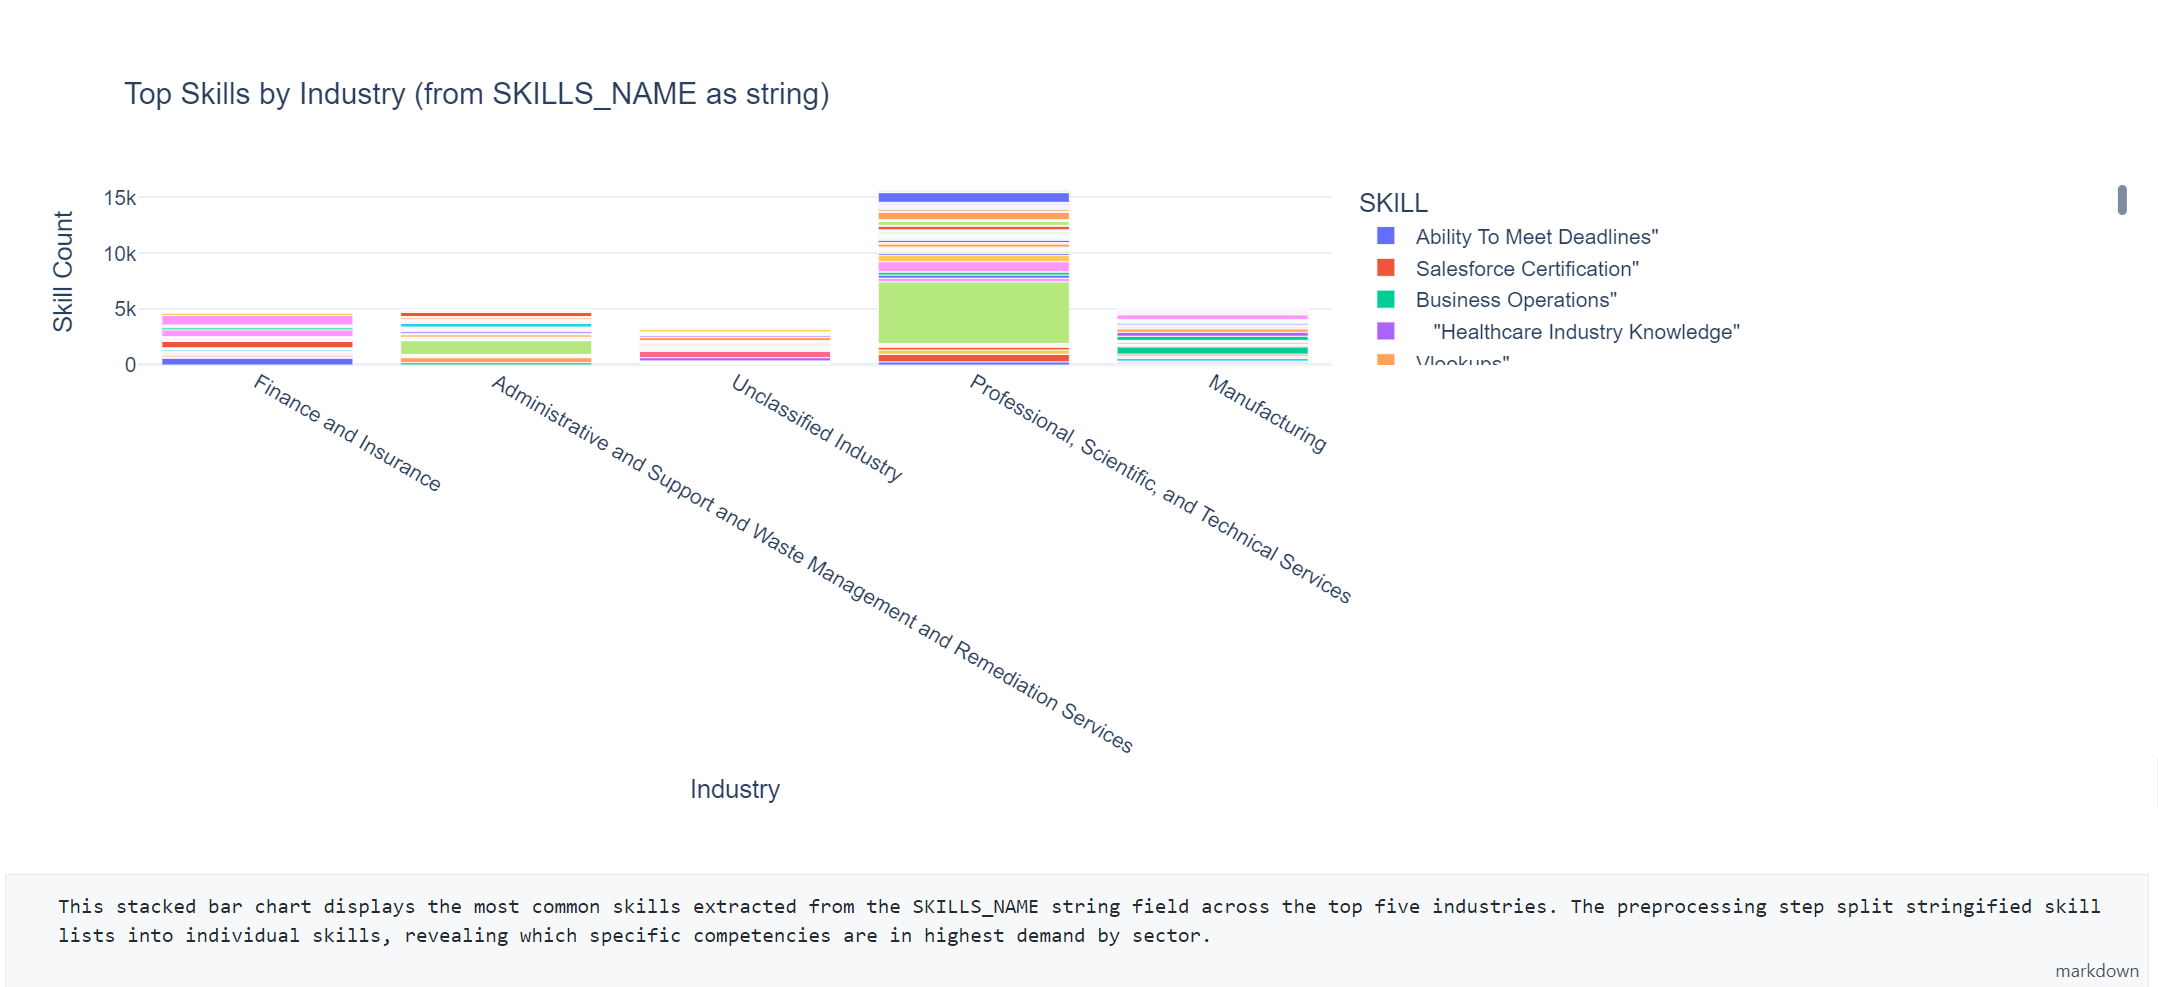 Top Skills by Industry (from SKILLS_NAME as string)
Skill Count
15k
10k
5k
0
Finance and Insurance
Administrative and Support and Waste Management and Remediation Services
Unclassified Industry
Professional, Scientific, and Technical Services
Manufacturing
Industry
SKILL
Ability To Meet Deadlines"
Salesforce Certification"
Business Operations"
"Healthcare Industry Knowledge"
Vlookups"
This stacked bar chart displays the most common skills extracted from the SKILLS_NAME string field across the top five industries. The preprocessing step split stringified skill
lists into individual skills, revealing which specific competencies are in highest demand by sector.
markdown